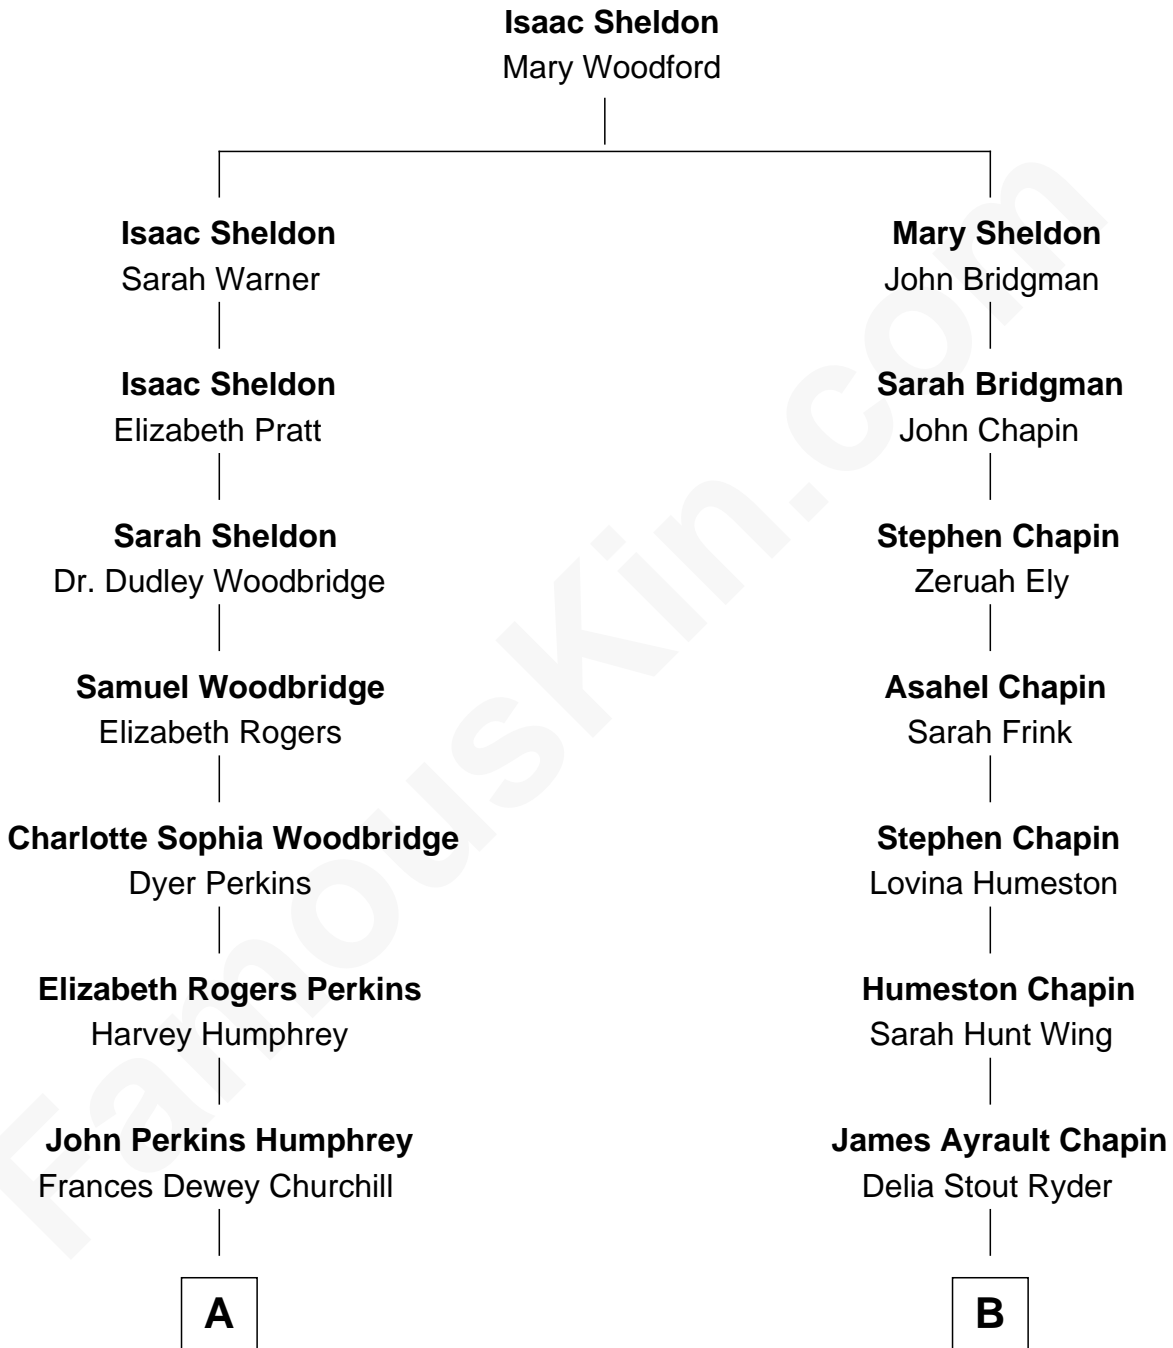 Isaac Sheldon
Mary Woodford
Isaac Sheldon
Sarah Warner
Mary Sheldon
John Bridgman
Isaac Sheldon
Elizabeth Pratt
Sarah Bridgman
John Chapin
Sarah Sheldon
Dr. Dudley Woodbridge
Stephen Chapin
Zeruah Ely
Samuel Woodbridge
Elizabeth Rogers
Asahel Chapin
Sarah Frink
Charlotte Sophia Woodbridge
Dyer Perkins
Stephen Chapin
Lovina Humeston
Elizabeth Rogers Perkins
Harvey Humphrey
Humeston Chapin
Sarah Hunt Wing
John Perkins Humphrey
Frances Dewey Churchill
James Ayrault Chapin
Delia Stout Ryder
A
B
FamousKin.com